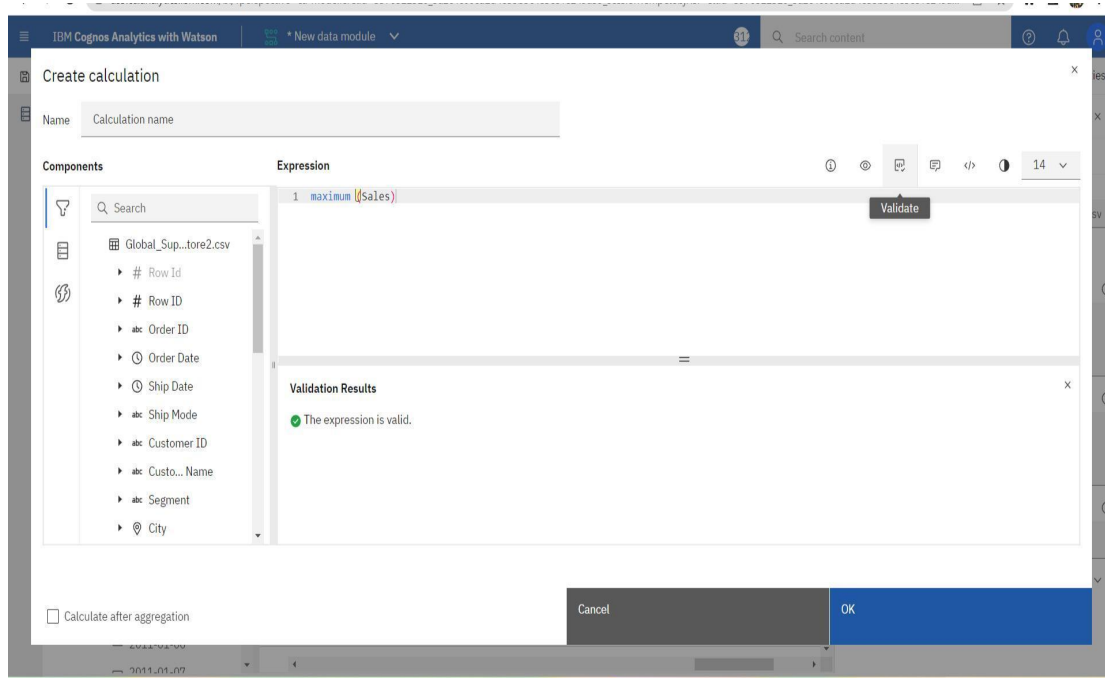 IBM Cognos Analytics with Watson
* New data module
Search content
Create calculation
Name
Calculation name
Components
Expression
14
Search
1 maximum (Sales)
Validate
Global_Sup...tore2.csv
# Row Id
# Row ID
abc Order ID
Order Date
Ship Date
abc Ship Mode
abc Customer ID
abc Custo... Name
abc Segment
City
Validation Results
The expression is valid.
Calculate after aggregation
Cancel
OK
2011-01-07